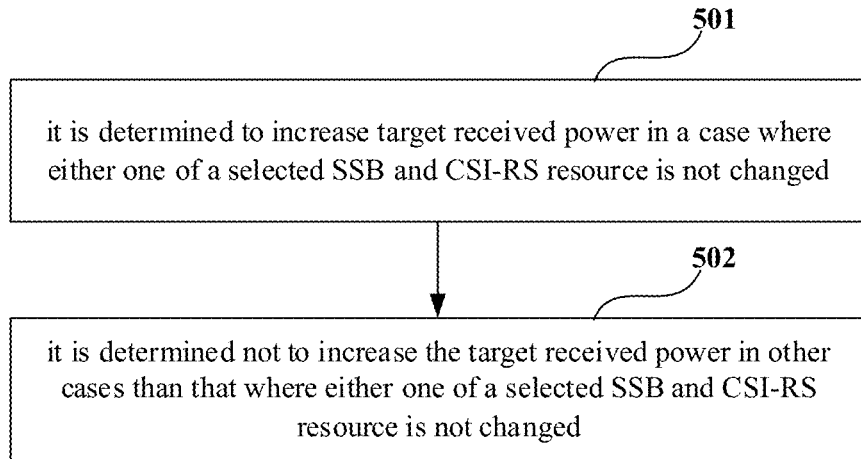 501
it is determined to increase target received power in a case where
either one of a selected SSB and CSI-RS resource is not changed
502
it is determined not to increase the target received power in other
cases than that where either one of a selected SSB and CSI-RS
resource is not changed